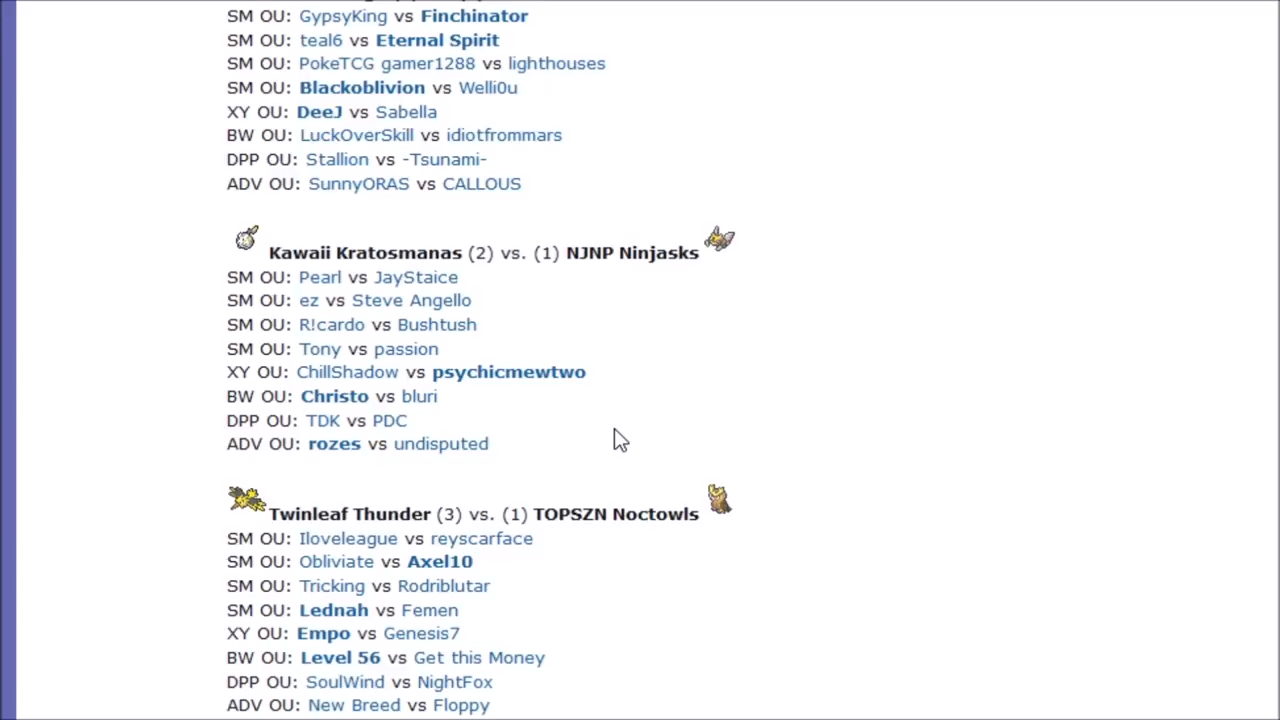 SM OU: GypsyKing vs Finchinator
SM OU: teal6 vs Eternal Spirit
SM OU: PokeTCG gamer1288 vs lighthouses
SM OU: Blackoblivion vs Welli0u
XY OU: DeeJ vs Sabella
BW OU: LuckOverSkill vs idiotfrommars
DPP OU: Stallion vs -Tsunami-
ADV OU: SunnyORAS vs CALLOUS
Kawaii Kratosmanas (2) vs. (1) NJNP Ninjasks
SM OU: Pearl vs JayStaice
SM OU: ez vs Steve Angello
SM OU: R!cardo vs Bushtush
SM OU: Tony vs passion
XY OU: ChillShadow vs psychicmewtwo
BW OU: Christo vs bluri
DPP OU: TDK vs PDC
ADV OU: rozes vs undisputed
Twinleaf Thunder (3) vs. (1) TOPSZN Noctowls
SM OU: Iloveleague vs reyscarface
SM OU: Obliviate vs Axel10
SM OU: Tricking vs Rodriblutar
SM OU: Lednah vs Femen
XY OU: Empo vs Genesis7
BW OU: Level 56 vs Get this Money
DPP OU: SoulWind vs NightFox
ADV OU: New Breed vs Floppy